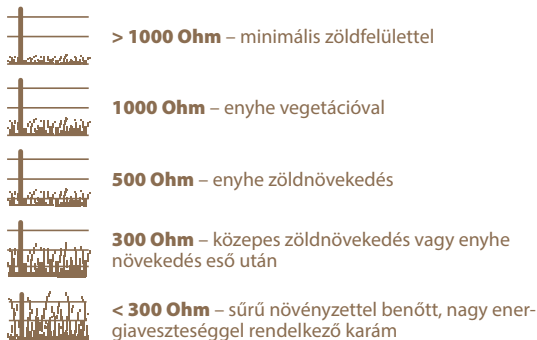 > 1000 Ohm – minimális zöldfelülettel
1000 Ohm – enyhe vegetációval
500 Ohm – enyhe zöldnövekedés
300 Ohm – közepes zöldnövekedés vagy enyhe
növekedés eső után
< 300 Ohm – sűrű növényzettel benőtt, nagy ener-
giaveszteséggel rendelkező karám